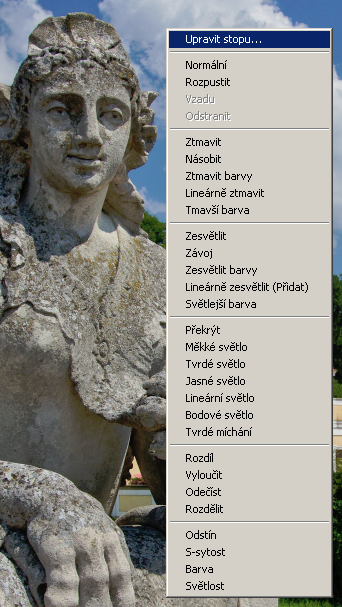 Upravit stopu...
Normální
Rozpustit
Vzadu
Odstranit
Ztmavit
Násobit
Ztmavit barvy
Lineárně ztmavit
Tmavší barva
Zesvětlit
Závoj
Zesvětlit barvy
Lineárně zesvětlit (Přidat)
Světlejší barva
Překrýt
Měkké světlo
Tvrdé světlo
Jasné světlo
Lineární světlo
Bodové světlo
Tvrdé míchání
Rozdíl
Vyloučit
Odečíst
Rozdělit
Odstín
S-sytost
Barva
Světlost